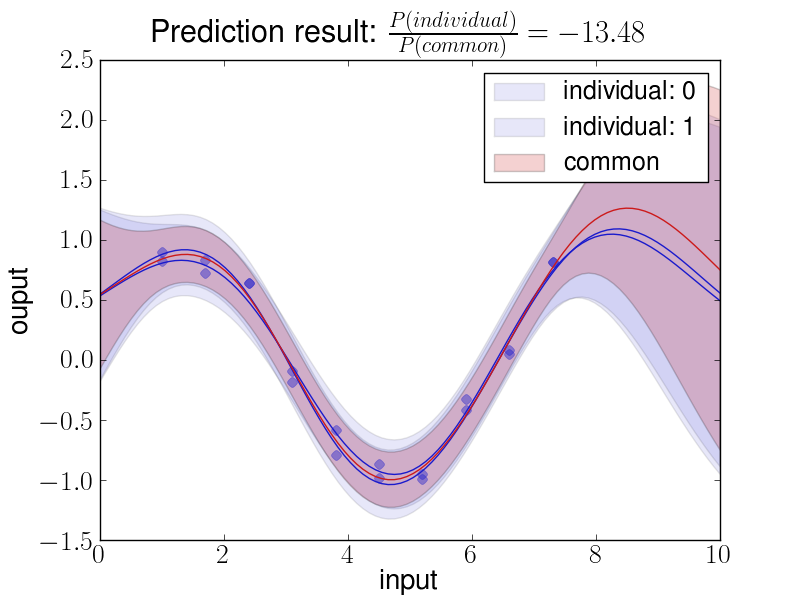 Prediction result: \frac{P(individual)}{P(common)} = −13.48
2.5
2.0
1.5
1.0
0.5
0.0
−0.5
−1.0
−1.5
ouput
individual: 0
individual: 1
common
0 2 4 6 8 10
input